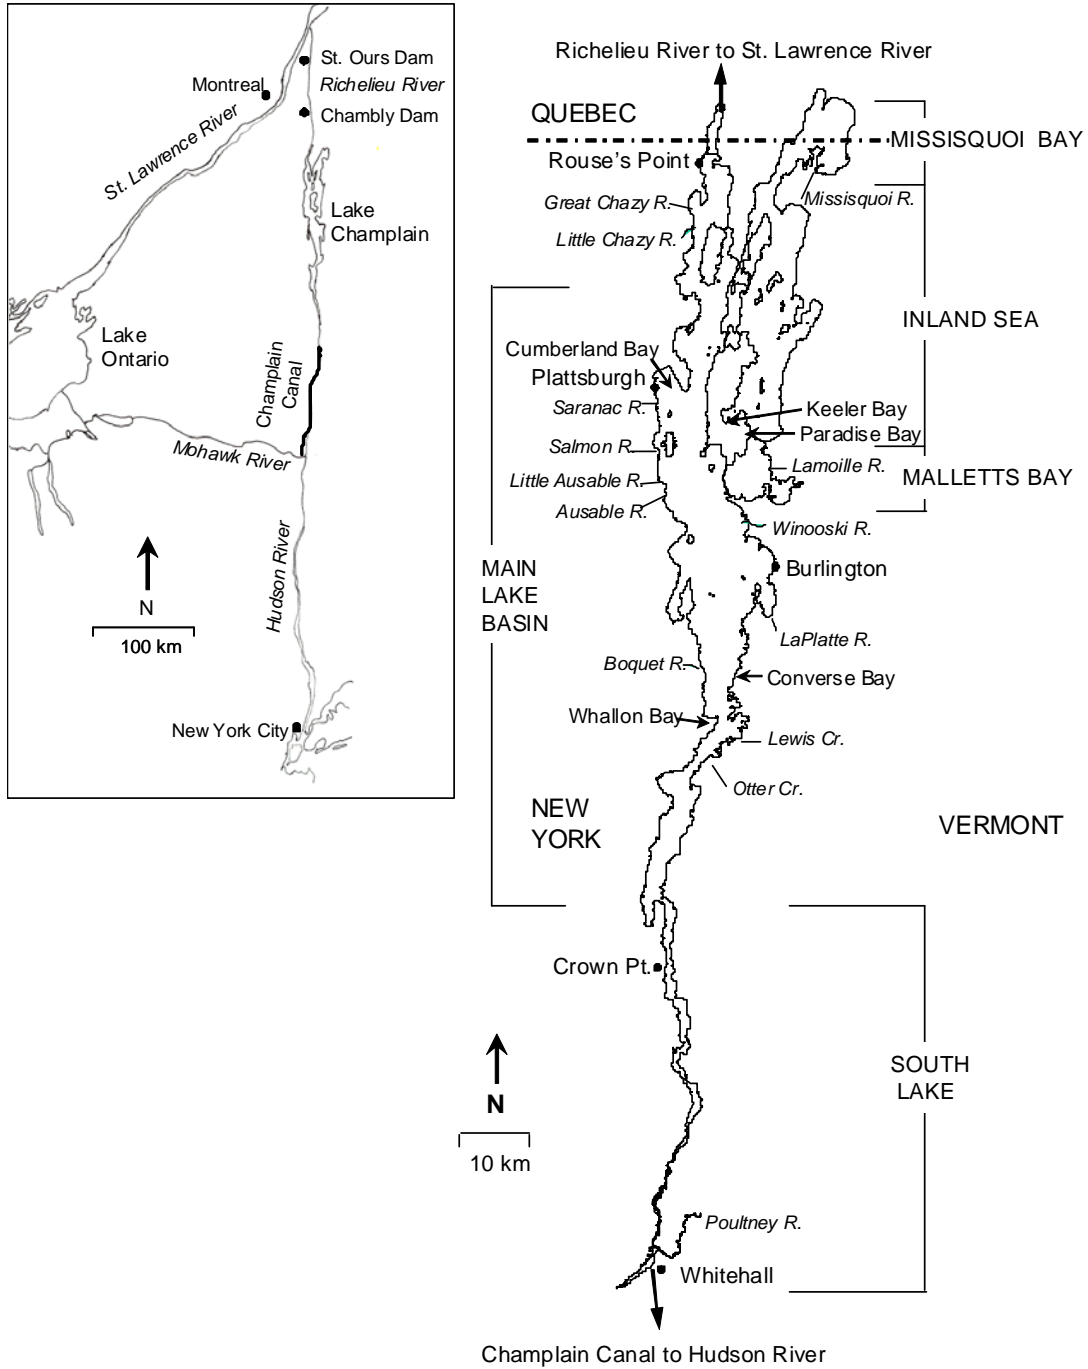 St. Ours Dam
Richelieu River
Montreal
Chambly Dam
St. Lawrence River
Lake
Champlain
Lake
Ontario
Champlain
Canal
Mohawk River
Hudson River
N
100 km
New York City
Richelieu River to St. Lawrence River
QUEBEC
MISSISQUOI BAY
Rouse's Point
Missisquoi R.
Great Chazy R.
Little Chazy R.
INLAND SEA
Cumberland Bay
Plattsburgh
Saranac R.
Keeler Bay
Paradise Bay
Salmon R.
Lamoille R.
MALLETTS BAY
Little Ausable R.
Ausable R.
Winooski R.
MAIN
LAKE
BASIN
Burlington
LaPlatte R.
Boquet R.
Converse Bay
Whallon Bay
Lewis Cr.
Otter Cr.
NEW
YORK
VERMONT
Crown Pt.
SOUTH
LAKE
N
10 km
Poultney R.
Whitehall
Champlain Canal to Hudson River